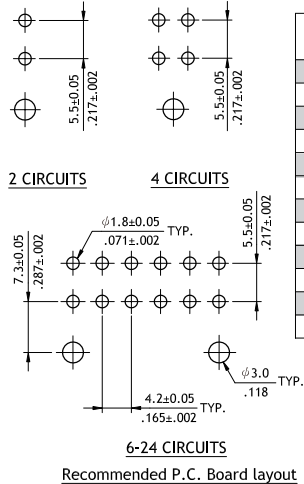 5.5±0.05
.217±.002
5.5±0.05
.217±.002
2 CIRCUITS
4 CIRCUITS
ϕ1.8±0.05
.071±.002
TYP.
7.3±0.05
.287±.002
5.5±0.05
.217±.002
ϕ3.0
.118
TYP.
4.2±0.05
.165±.002
TYP.
6-24 CIRCUITS
Recommended P.C. Board layout